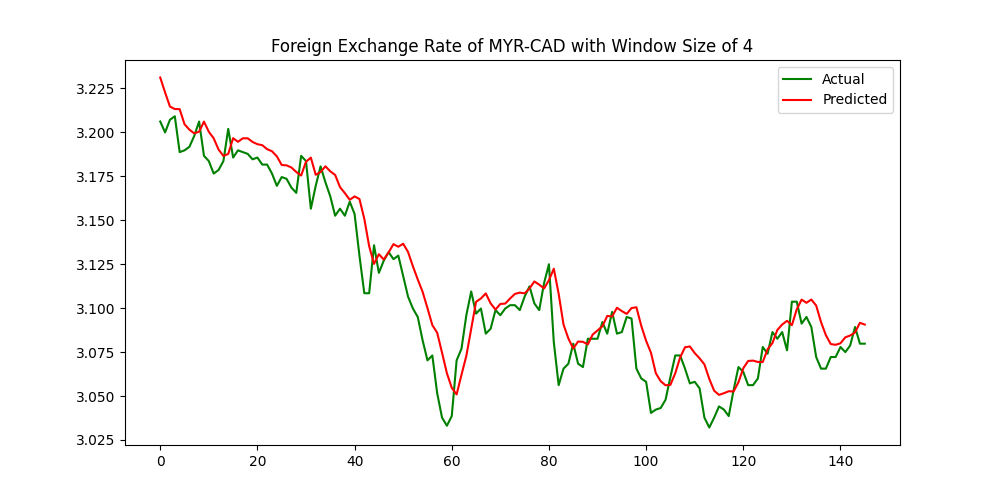 Foreign Exchange Rate of MYR-CAD with Window Size of 4
Actual
Predicted
3.225
3.200
3.175
3.150
3.125
3.100
3.075
3.050
3.025
0 20 40 60 80 100 120 140